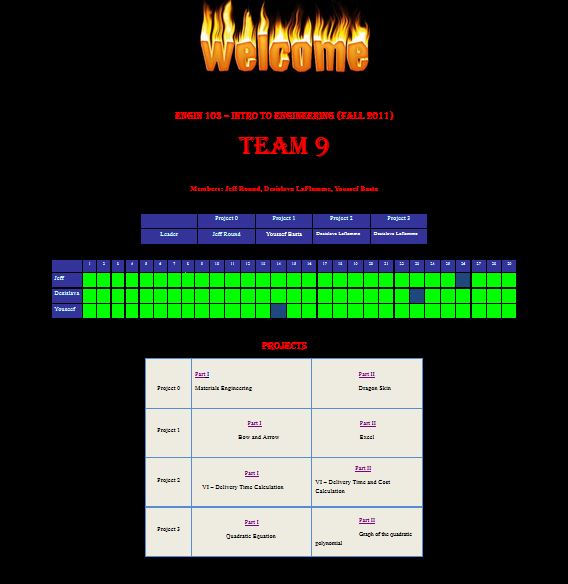 Welcome
ENGIN 103 – INTRO TO ENGINEERING (FALL 2011)
TEAM 9
Members: Jeff Round, Desislava LaFlamme, Youssef Basta
Project 0 Project 1 Project 2 Project 3
Leader Jeff Round Youssef Basta Desislava Laflamme Desislava Laflamme
1 2 3 4 5 6 7 8 9 10 11 12 13 14 15 16 17 18 19 20 21 22 23 24 25 26 27 28 29
Jeff
Desislava
Youssef
PROJECTS
Part I Part II
Project 0 Materials Engineering Dragon Skin
Part I Part II
Project 1 Bow and Arrow Excel
Part I Part II
Project 2 VI – Delivery Time Calculation VI – Delivery Time and Cost
Calculation
Part I Part II
Project 3 Quadratic Equation Graph of the quadratic
polynomial